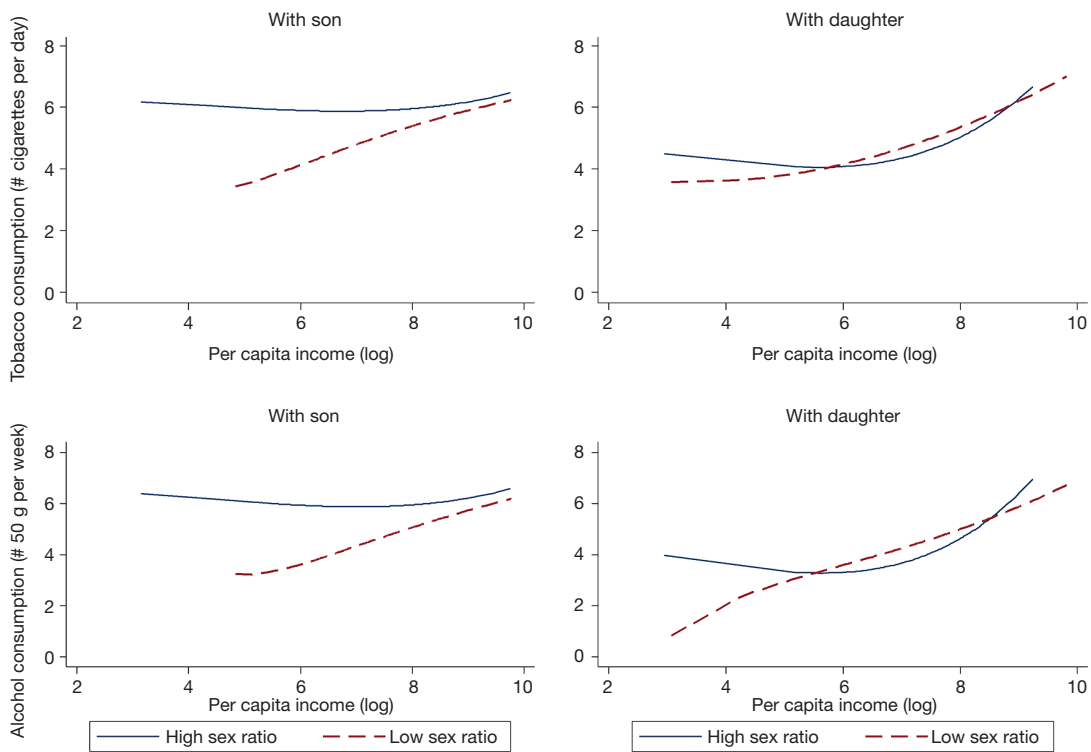 With son
With daughter
Tobacco consumption (# cigarettes per day)
8
6
4
2
0
2 4 6 8 10
Per capita income (log)
8
6
4
2
0
2 4 6 8 10
Per capita income (log)
With son
With daughter
Alcohol consumption (# 50 g per week)
8
6
4
2
0
2 4 6 8 10
Per capita income (log)
8
6
4
2
0
2 4 6 8 10
Per capita income (log)
High sex ratio Low sex ratio
High sex ratio Low sex ratio